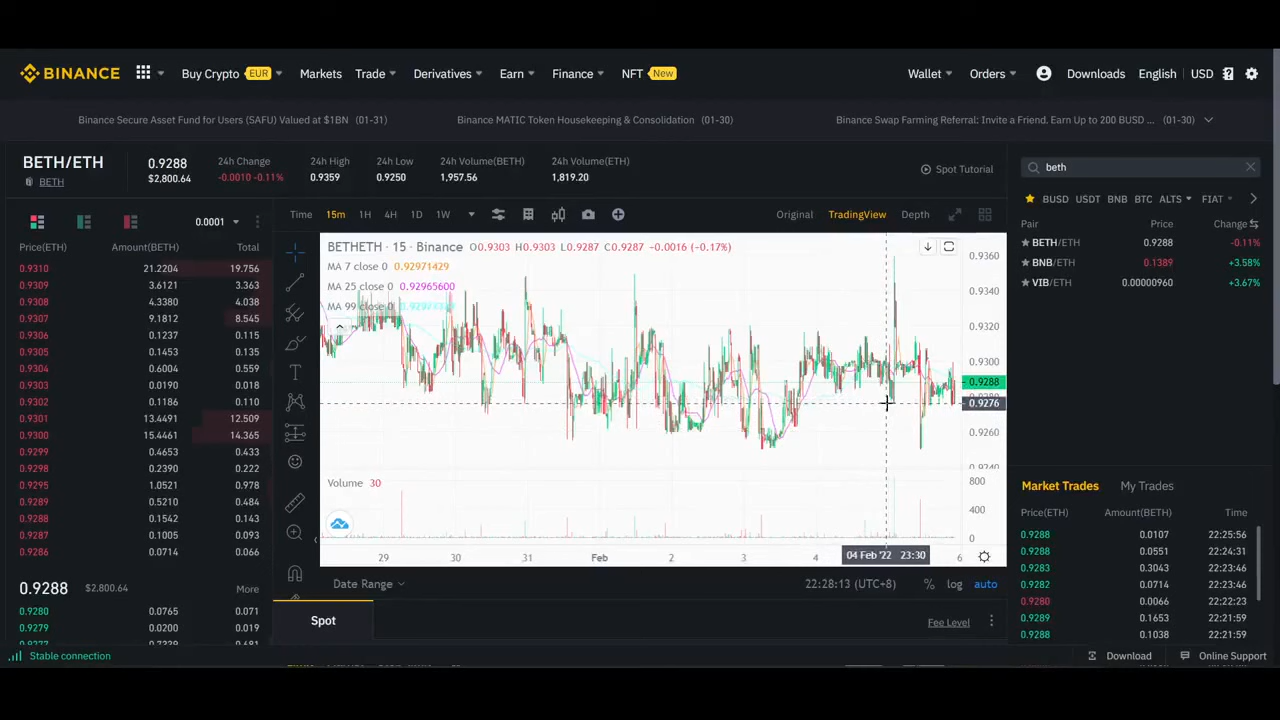 BINANCE Buy Crypto EUR Markets Trade Derivatives Earn Finance NFT New Wallet Orders Downloads English USD
Binance Secure Asset Fund for Users (SAFU) Valued at $1BN (01-31) Binance MATIC Token Housekeeping & Consolidation (01-30) Binance Swap Farming Referral: Invite a Friend, Earn Up to 200 BUSD ... (01-30)
BETH/ETH
BETH
0.9288
$2,800.64
24h Change
-0.0010 -0.11%
24h High
0.9359
24h Low
0.9250
24h Volume(BETH)
1,957.56
24h Volume(ETH)
1,819.20
Spot Tutorial
0.0001
Price(ETH) Amount(BETH) Total
0.9310 21.2204 19.756
0.9309 3.6121 3.363
0.9308 4.3380 4.038
0.9307 9.1812 8.545
0.9306 0.1237 0.115
0.9305 0.1453 0.135
0.9304 0.6004 0.559
0.9303 0.0190 0.018
0.9302 0.1186 0.110
0.9301 13.4491 12.509
0.9300 15.4461 14.365
0.9299 0.4653 0.433
0.9298 0.2390 0.222
0.9295 1.0521 0.978
0.9289 0.5210 0.484
0.9288 0.1542 0.143
0.9287 0.1005 0.093
0.9286 0.0714 0.066
0.9288 $2,800.64 More
0.9280 0.0765 0.071
0.9279 0.0200 0.019
Time 15m 1H 4H 1D 1W Original TradingView Depth
BETHETH · 15 · Binance O0.9303 H0.9303 L0.9287 C0.9287 -0.0016 (-0.17%)
MA 7 close 0 0.92971429
MA 25 close 0 0.92965600
MA 99 close 0
0.9360
0.9340
0.9320
0.9300
0.9288
0.9276
0.9260
0.9240
Volume 30
800
400
0
29 30 31 Feb 2 3 4 04 Feb '22 23:30 6
Date Range 22:28:13 (UTC+8) % log auto
Spot Fee Level
beth
BUSD USDT BNB BTC ALTS FIAT
Pair Price Change
BETH/ETH 0.9288 -0.11%
BNB/ETH 0.1389 +3.58%
VIB/ETH 0.00000960 +3.67%
Market Trades My Trades
Price(ETH) Amount(BETH) Time
0.9288 0.0107 22:25:56
0.9288 0.0551 22:24:31
0.9283 0.3043 22:23:46
0.9282 0.0714 22:23:46
0.9280 0.0066 22:22:23
0.9289 0.1653 22:21:59
0.9288 0.1038 22:21:59
Stable connection Download Online Support